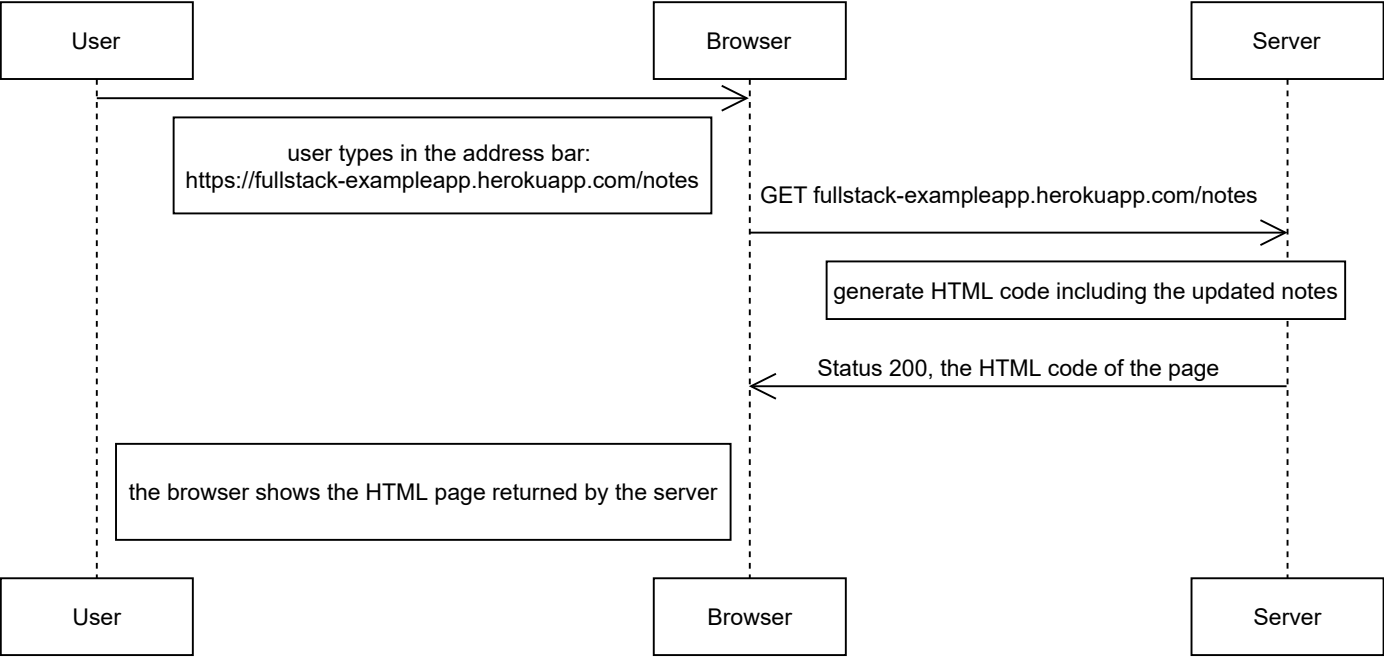 User
Browser
Server
user types in the address bar:
https://fullstack-exampleapp.herokuapp.com/notes
GET fullstack-exampleapp.herokuapp.com/notes
generate HTML code including the updated notes
Status 200, the HTML code of the page
the browser shows the HTML page returned by the server
User
Browser
Server